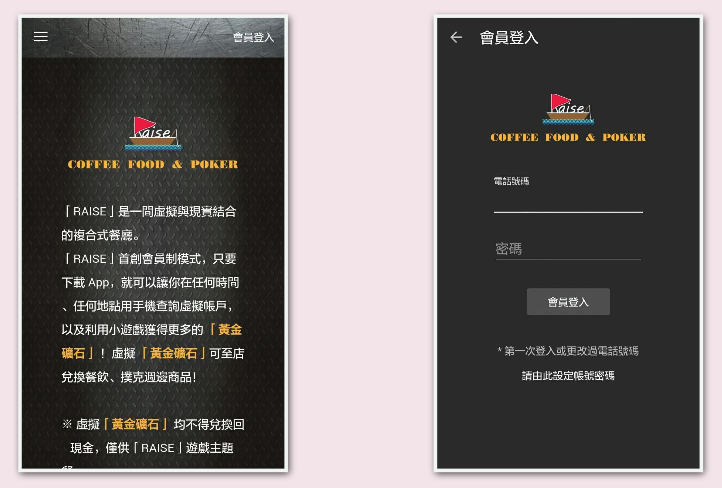 會員登入
Raise
COFFEE FOOD & POKER
「RAISE」是一間虛擬與現實結合
的複合式餐廳。
「RAISE」首創會員制模式，只要
下載 App，就可以讓你在任何時間
、任何地點用手機查詢虛擬帳戶，
以及利用小遊戲獲得更多的「黃金
礦石」！虛擬「黃金礦石」可至店
兌換餐飲、撲克週邊商品！
※ 虛擬「黃金礦石」均不得兌換回
現金，僅供「RAISE」遊戲主題
會員登入
Raise
COFFEE FOOD & POKER
電話號碼
密碼
會員登入
* 第一次登入或更改過電話號碼
請由此設定帳號密碼